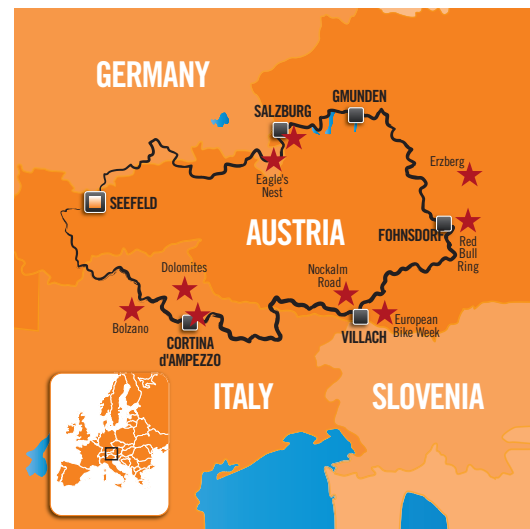 GERMANY
GMUNDEN
SALZBURG
Eagle's
Nest
Erzberg
SEEFELD
AUSTRIA
FOHNSDORF
Red
Bull
Ring
Dolomites
Nockalm
Road
Bolzano
European
Bike Week
CORTINA
d'AMPEZZO
VILLACH
ITALY
SLOVENIA